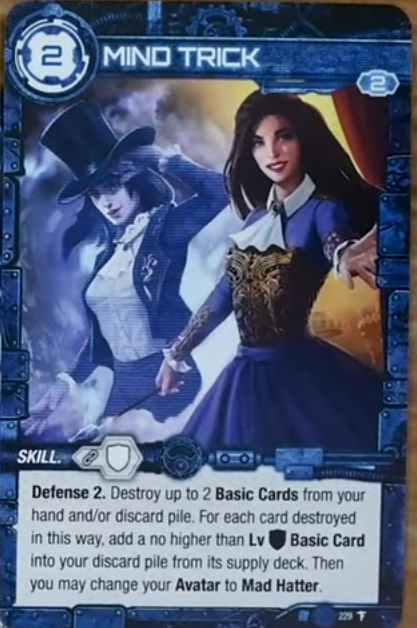 2 MIND TRICK
2
SKILL.
Defense 2. Destroy up to 2 Basic Cards from your
hand and/or discard pile. For each card destroyed
in this way, add a no higher than Lv Basic Card
into your discard pile from its supply deck. Then
you may change your Avatar to Mad Hatter.
229